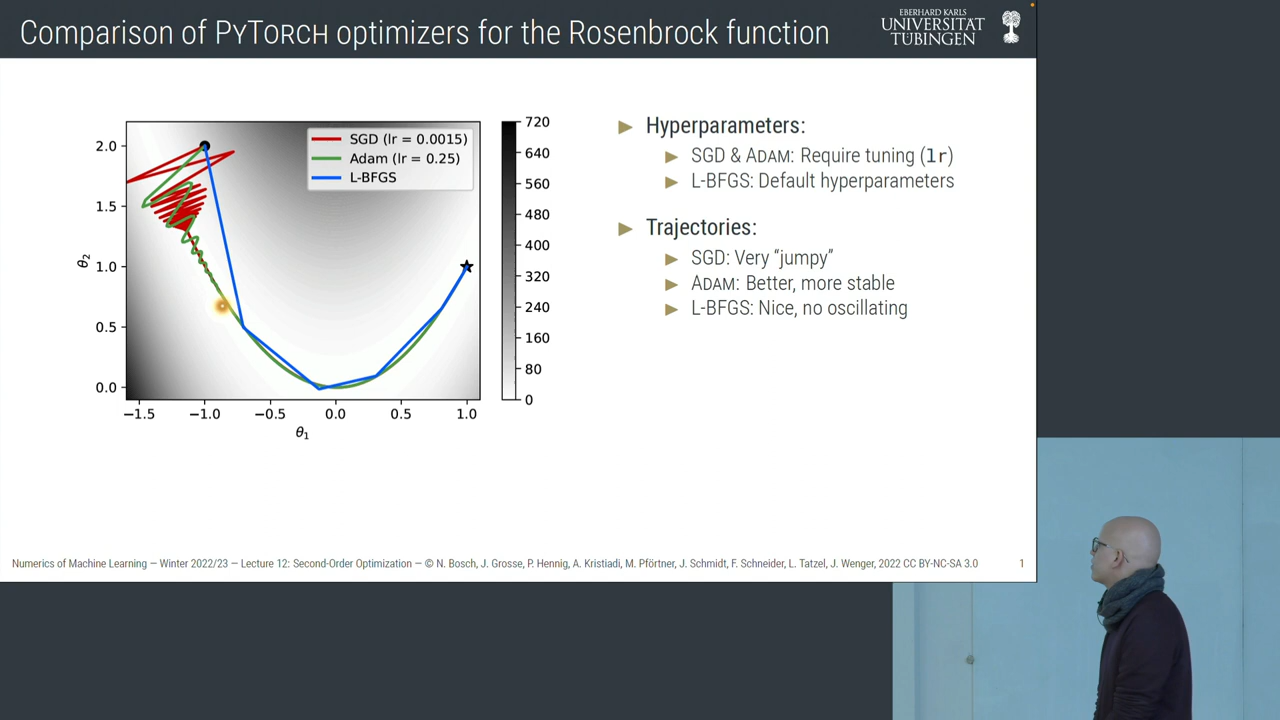 Comparison of PYTORCH optimizers for the Rosenbrock function
EBERHARD KARLS
UNIVERSITÄT
TÜBINGEN
SGD (lr = 0.0015)
Adam (lr = 0.25)
L-BFGS
2.0
1.5
1.0
0.5
0.0
θ2
−1.5
−1.0
−0.5
0.0
0.5
1.0
θ1
720
640
560
480
400
320
240
160
80
0
Hyperparameters:
SGD & ADAM: Require tuning (lr)
L-BFGS: Default hyperparameters
Trajectories:
SGD: Very “jumpy”
ADAM: Better, more stable
L-BFGS: Nice, no oscillating
Numerics of Machine Learning — Winter 2022/23 — Lecture 12: Second-Order Optimization — © N. Bosch, J. Grosse, P. Hennig, A. Kristiadi, M. Pförtner, J. Schmidt, F. Schneider, L. Tatzel, J. Wenger, 2022 CC BY-NC-SA 3.0
1